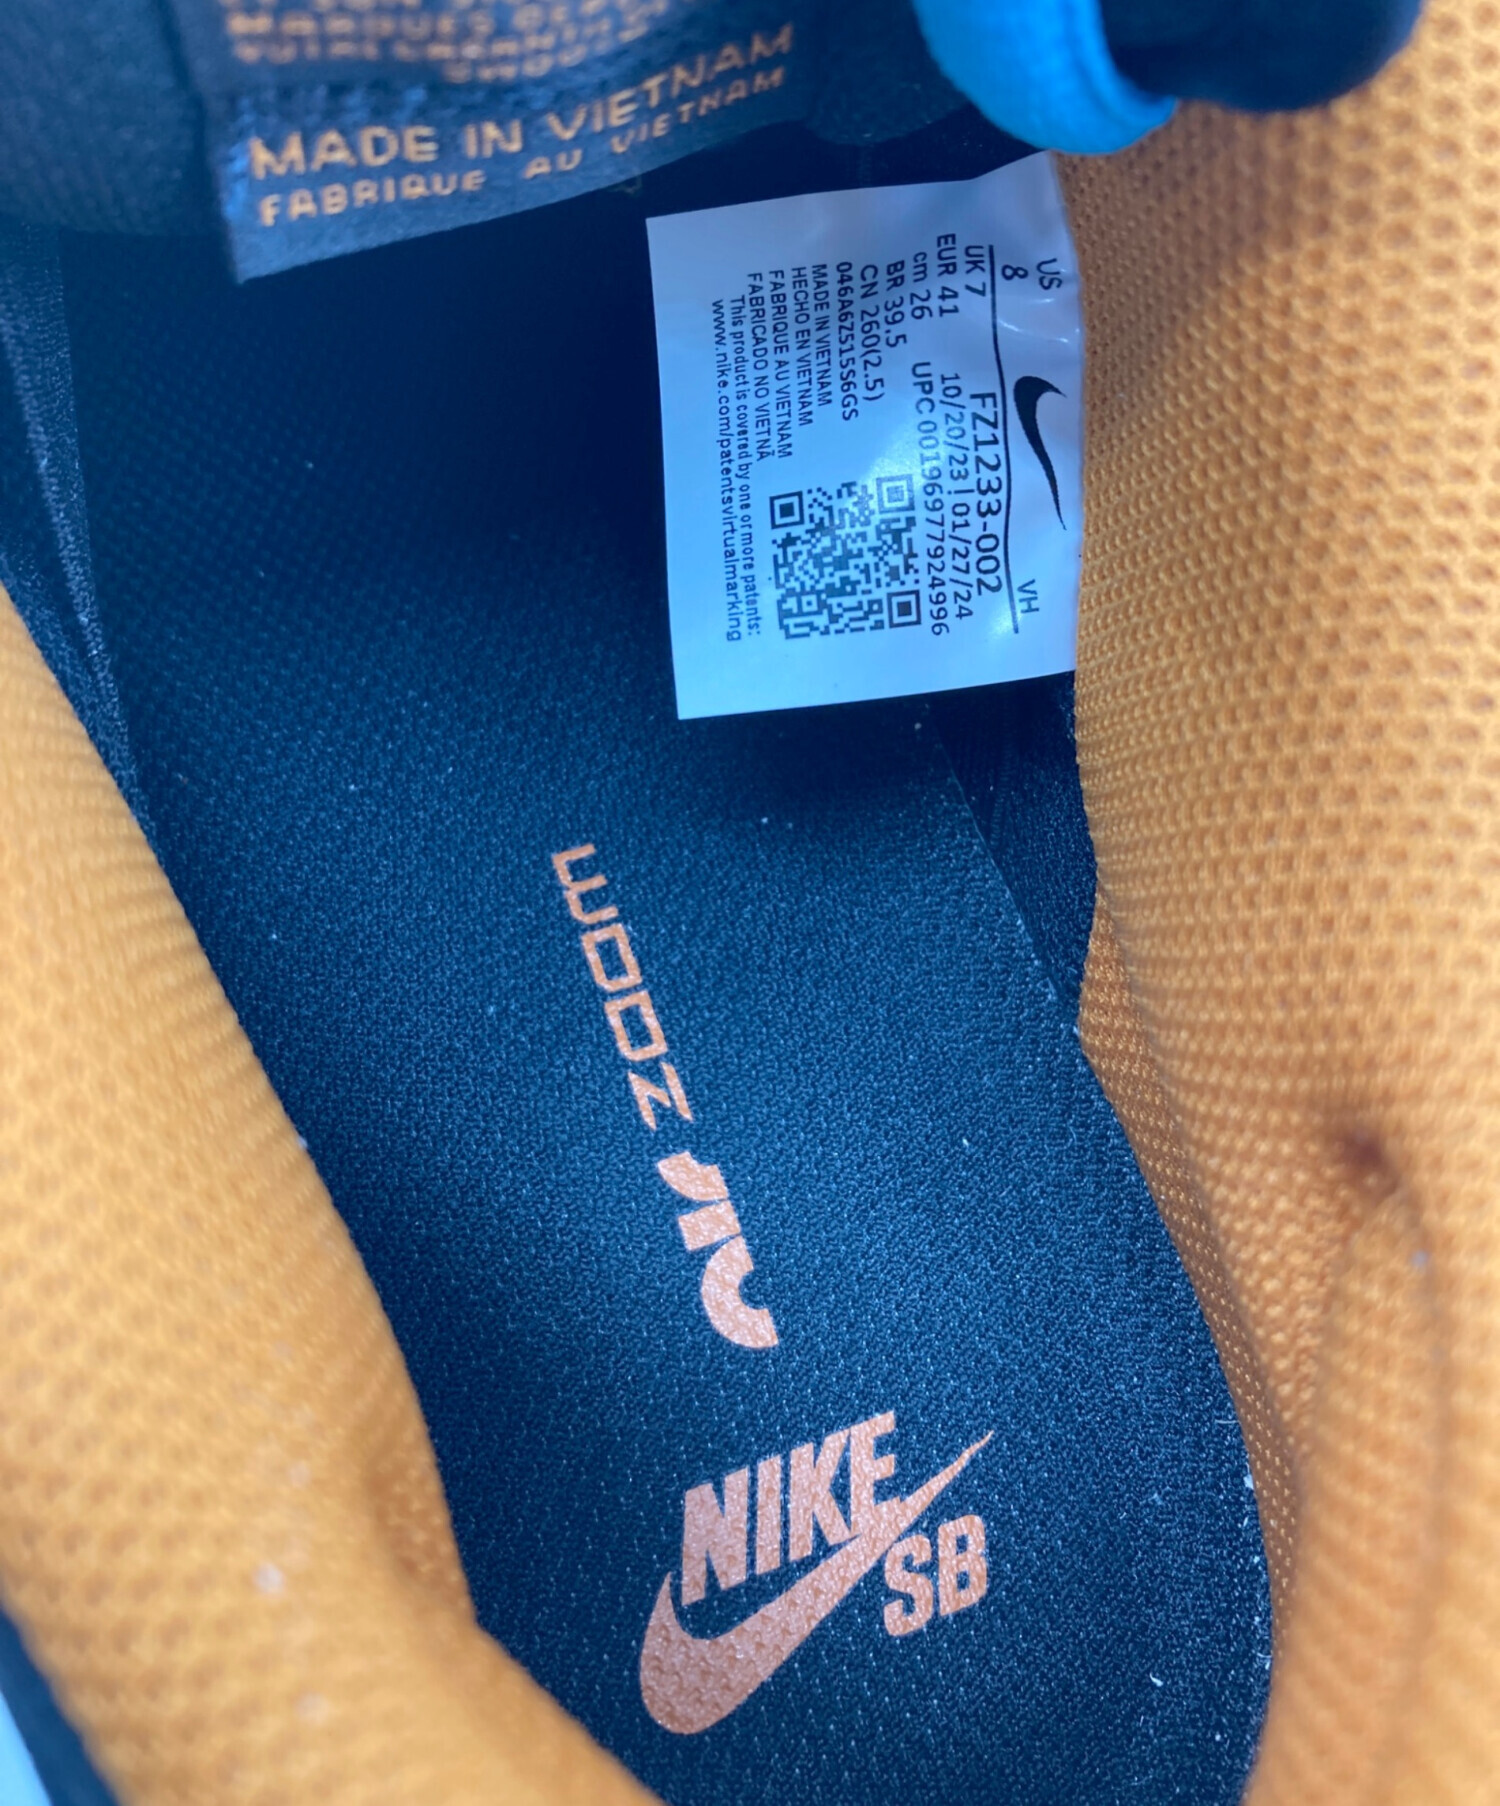 MADE IN VIETNAM
FABRIQUE AU VIETNAM
US
8
VH
UK 7
FZ1233-002
EUR 41
10/20/23 | 01/27/24
cm 26
UPC 00196977924996
BR 39.5
CN 260(2.5)
046A6Z515S6GS
MADE IN VIETNAM
HECHO EN VIETNAM
FABRIQUE AU VIETNAM
FABRICADO NO VIETNÃ
This product is covered by one or more patents:
www.nike.com/patentsvirtualmarking
ZOOM AIR
NIKE
SB